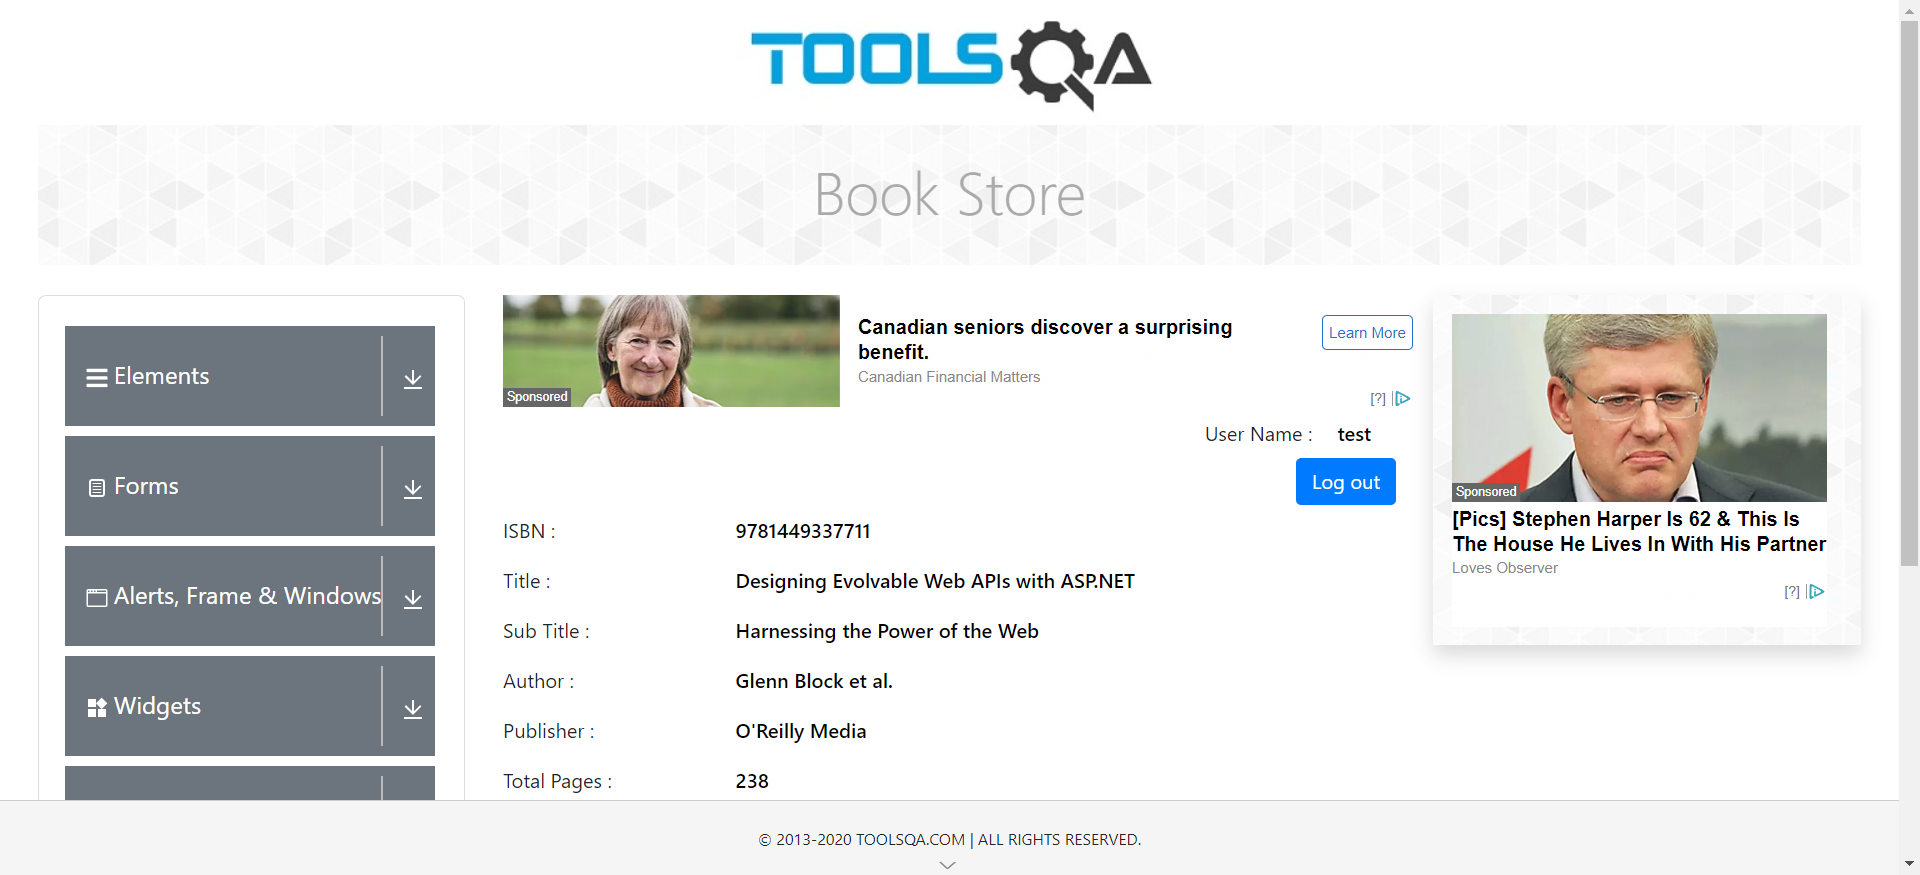 TOOLSQA
Book Store
Elements
Forms
Alerts, Frame & Windows
Widgets
Sponsored
Canadian seniors discover a surprising
benefit.
Canadian Financial Matters
Learn More
[?]
User Name : test
Log out
ISBN : 9781449337711
Title : Designing Evolvable Web APIs with ASP.NET
Sub Title : Harnessing the Power of the Web
Author : Glenn Block et al.
Publisher : O'Reilly Media
Total Pages : 238
Sponsored
[Pics] Stephen Harper Is 62 & This Is
The House He Lives In With His Partner
Loves Observer
[?]
© 2013-2020 TOOLSQA.COM | ALL RIGHTS RESERVED.